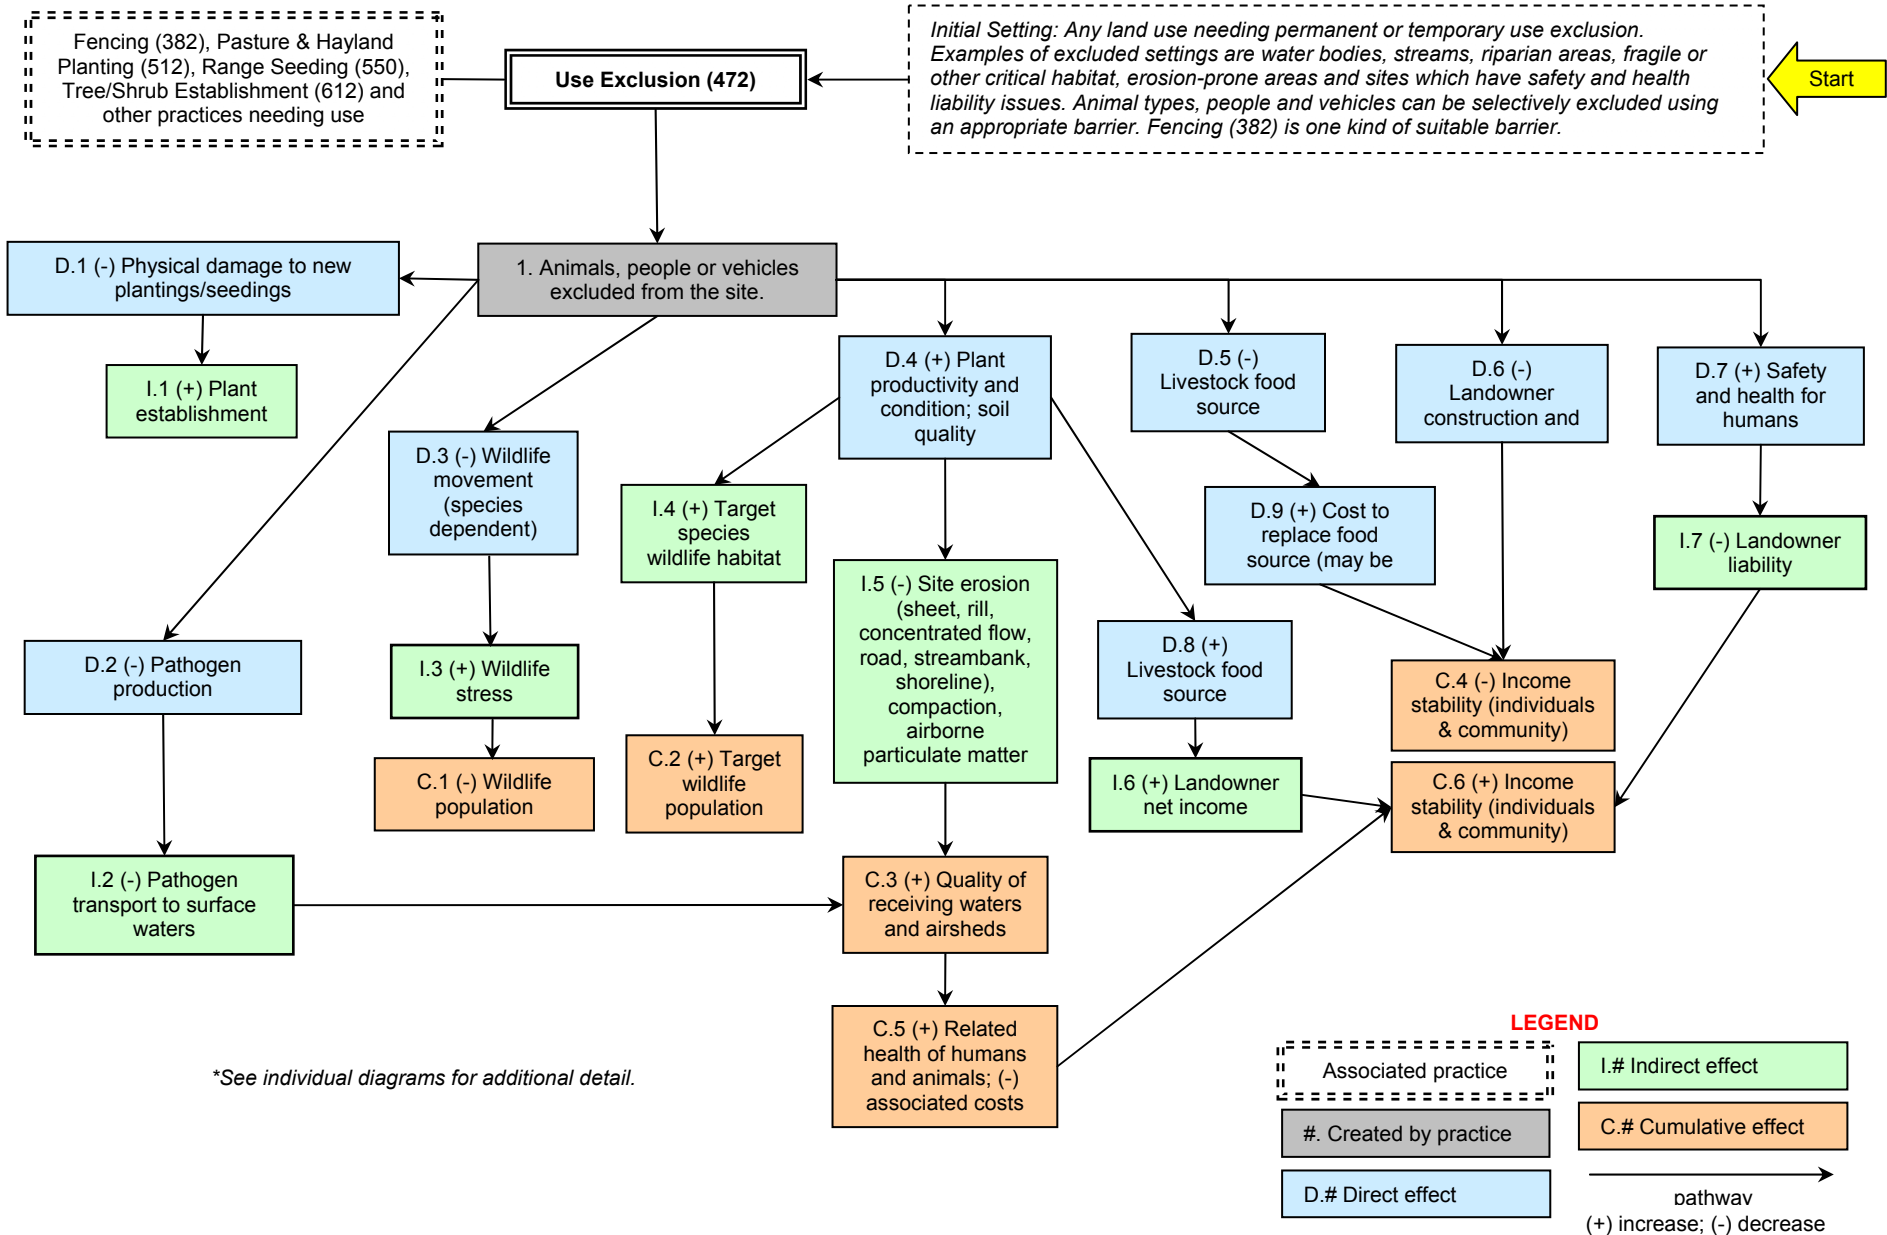 Fencing (382), Pasture & Hayland
Planting (512), Range Seeding (550),
Tree/Shrub Establishment (612) and
other practices needing use
Use Exclusion (472)
Initial Setting: Any land use needing permanent or temporary use exclusion.
Examples of excluded settings are water bodies, streams, riparian areas, fragile or
other critical habitat, erosion-prone areas and sites which have safety and health
liability issues. Animal types, people and vehicles can be selectively excluded using
an appropriate barrier. Fencing (382) is one kind of suitable barrier.
Start
D.1 (-) Physical damage to new
plantings/seedings
1. Animals, people or vehicles
excluded from the site.
I.1 (+) Plant
establishment
D.3 (-) Wildlife
movement
(species
dependent)
D.4 (+) Plant
productivity and
condition; soil
quality
D.5 (-)
Livestock food
source
D.6 (-)
Landowner
construction and
D.7 (+) Safety
and health for
humans
I.4 (+) Target
species
wildlife habitat
D.9 (+) Cost to
replace food
source (may be
I.7 (-) Landowner
liability
I.5 (-) Site erosion
(sheet, rill,
concentrated flow,
road, streambank,
shoreline),
compaction,
airborne
particulate matter
D.2 (-) Pathogen
production
I.3 (+) Wildlife
stress
D.8 (+)
Livestock food
source
C.4 (-) Income
stability (individuals
& community)
C.1 (-) Wildlife
population
C.2 (+) Target
wildlife
population
I.6 (+) Landowner
net income
C.6 (+) Income
stability (individuals
& community)
I.2 (-) Pathogen
transport to surface
waters
C.3 (+) Quality of
receiving waters
and airsheds
C.5 (+) Related
health of humans
and animals; (-)
associated costs
*See individual diagrams for additional detail.
LEGEND
Associated practice
I.# Indirect effect
#. Created by practice
C.# Cumulative effect
D.# Direct effect
pathway
(+) increase; (-) decrease